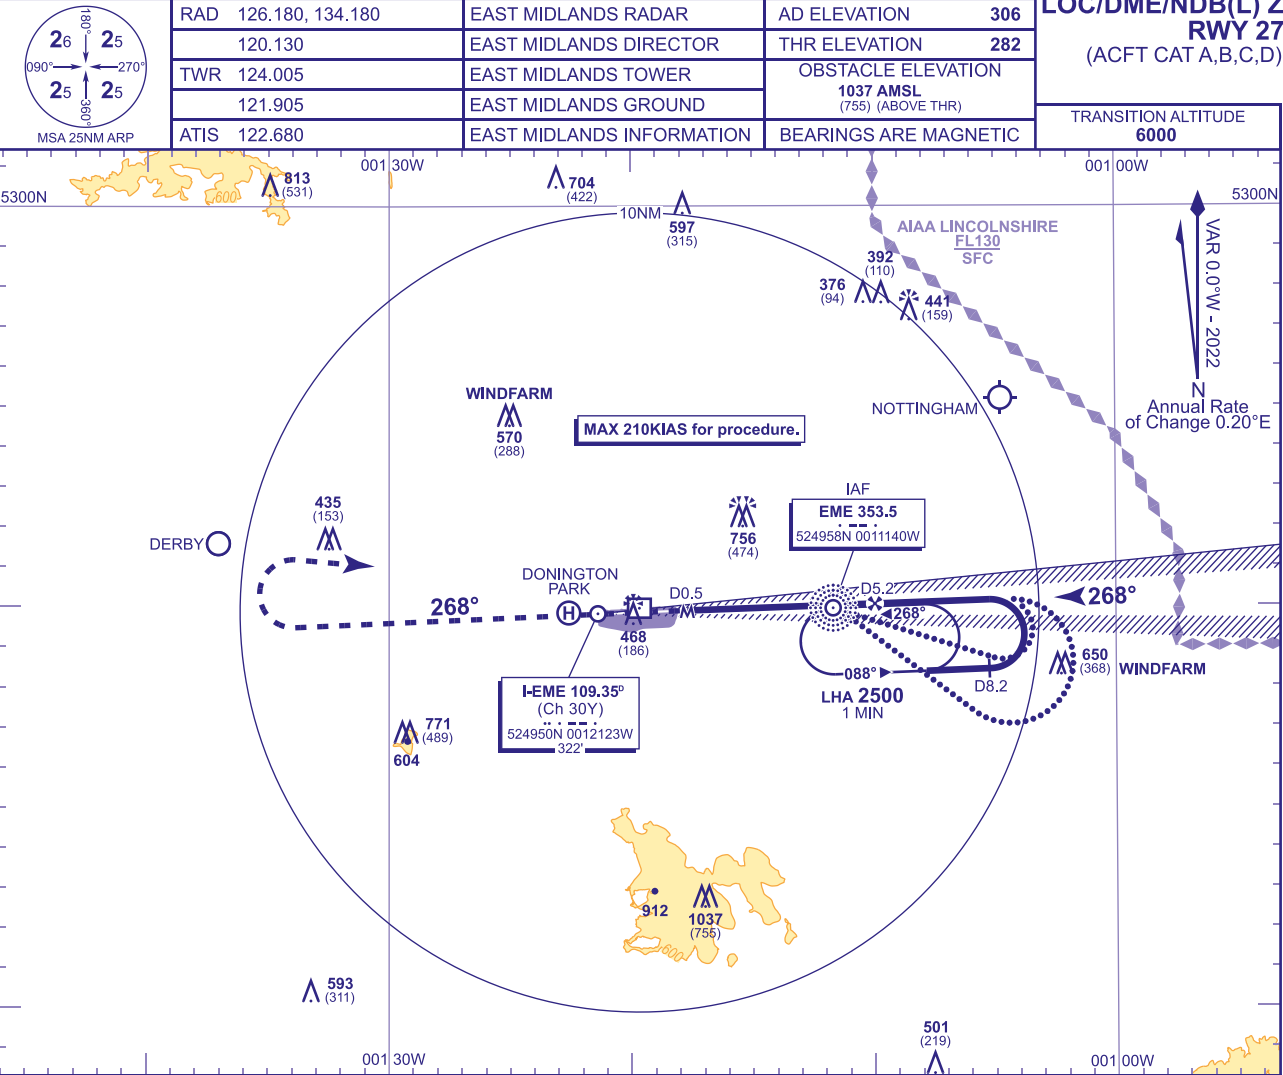 180°
26 25
090° 270°
25 25
360°
MSA 25NM ARP
RAD 126.180, 134.180 EAST MIDLANDS RADAR
120.130 EAST MIDLANDS DIRECTOR
TWR 124.005 EAST MIDLANDS TOWER
121.905 EAST MIDLANDS GROUND
ATIS 122.680 EAST MIDLANDS INFORMATION
AD ELEVATION 306
THR ELEVATION 282
OBSTACLE ELEVATION
1037 AMSL
(755) (ABOVE THR)
BEARINGS ARE MAGNETIC
LOC/DME/NDB(L) Z
RWY 27
(ACFT CAT A,B,C,D)
TRANSITION ALTITUDE
6000
001 30W
001 00W
5300N
5300N
813
(531)
600
704
(422)
10NM
597
(315)
AIAA LINCOLNSHIRE
FL130
SFC
392
(110)
376
(94)
441
(159)
VAR 0.0°W - 2022
N
Annual Rate
of Change 0.20°E
WINDFARM
570
(288)
MAX 210KIAS for procedure.
NOTTINGHAM
435
(153)
DERBY
756
(474)
IAF
EME 353.5
524958N 0011140W
DONINGTON
PARK
H
D0.5
D5.2
268°
268°
268°
468
(186)
088°
LHA 2500
1 MIN
D8.2
650
(368)
WINDFARM
I-EME 109.35D
(Ch 30Y)
524950N 0012123W
322'
771
(489)
604
912
1037
(755)
600
593
(311)
501
(219)
001 30W
001 00W